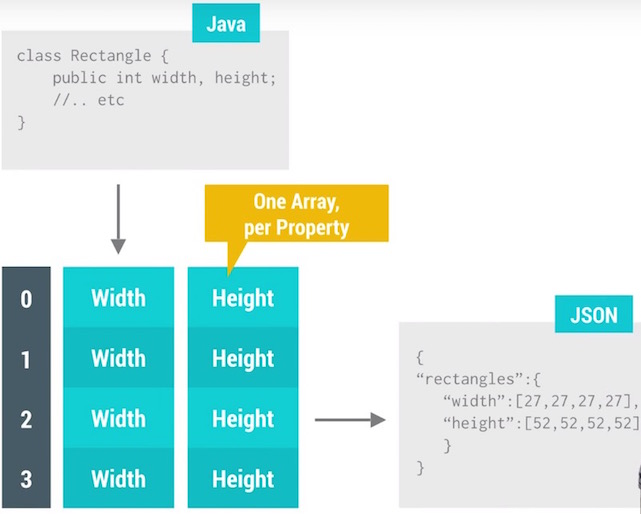 Java
class Rectangle {
public int width, height;
//.. etc
}
One Array,
per Property
0 Width Height
1 Width Height
2 Width Height
3 Width Height
JSON
{
“rectangles”:{
“width”:[27,27,27,27],
“height”:[52,52,52,52]
}
}